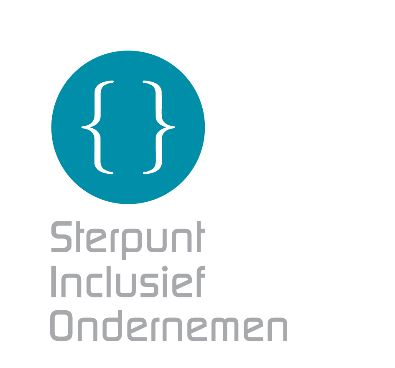 { }
Sterpunt
Inclusief
Ondernemen